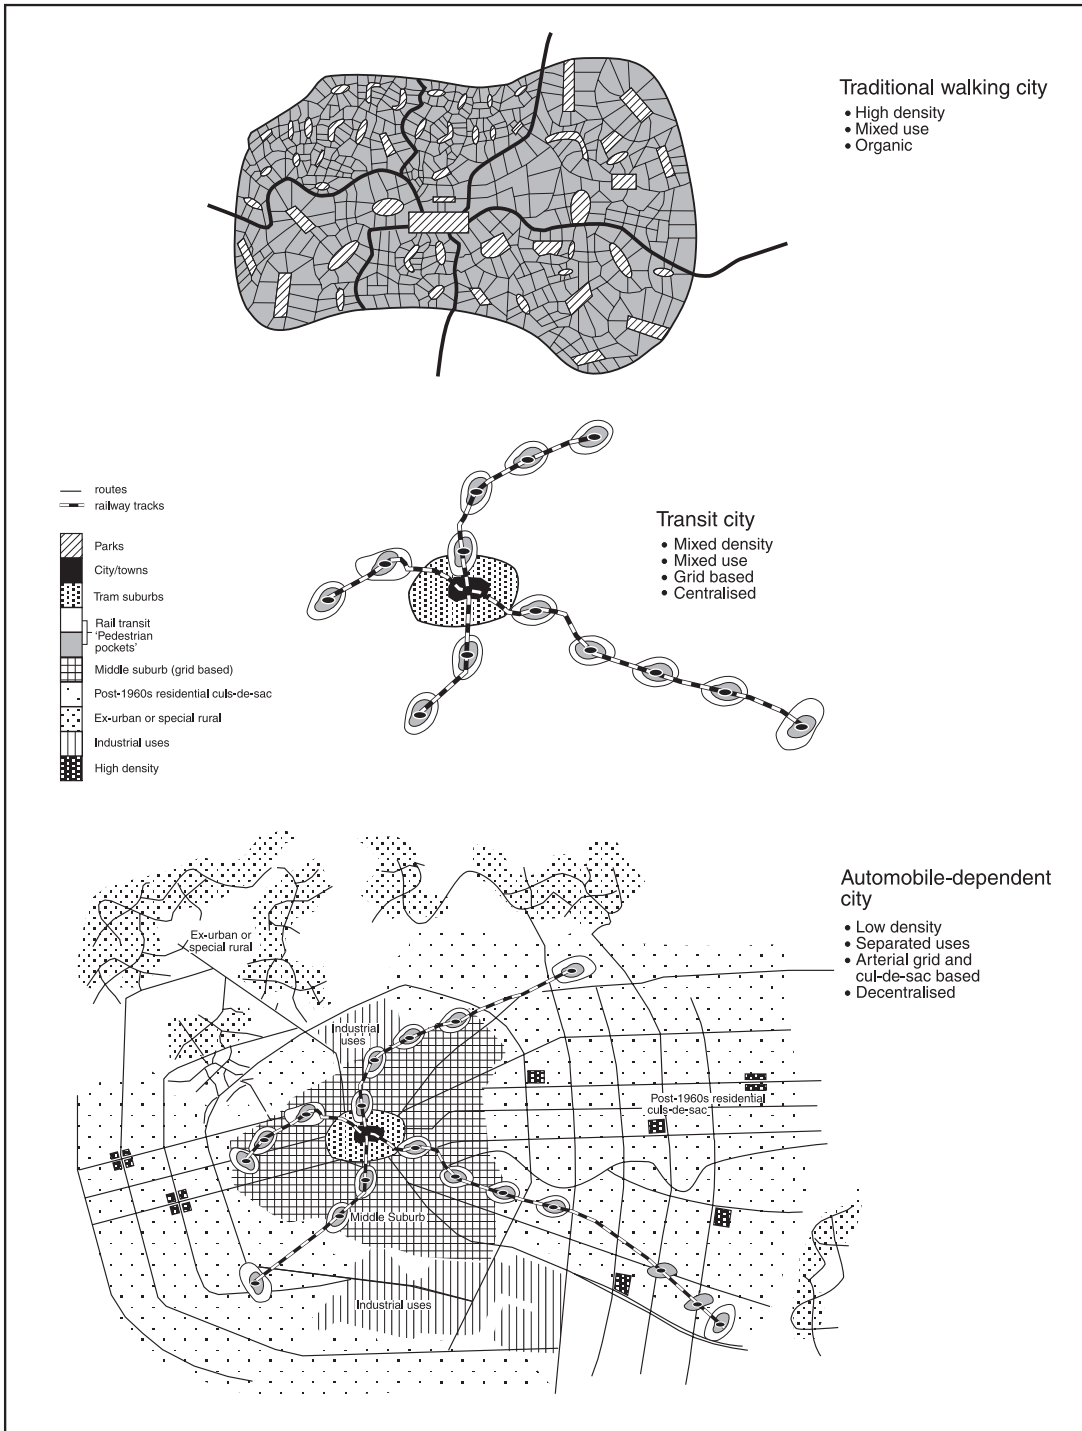 Traditional walking city
• High density
• Mixed use
• Organic
routes
railway tracks
Parks
City/towns
Tram suburbs
Rail transit
‘Pedestrian
pockets’
Middle suburb (grid based)
Post-1960s residential culs-de-sac
Ex-urban or special rural
Industrial uses
High density
Transit city
• Mixed density
• Mixed use
• Grid based
• Centralised
Automobile-dependent
city
• Low density
• Separated uses
• Arterial grid and
cul-de-sac based
• Decentralised
Ex-urban or
special rural
Industrial
uses
Post-1960s residential
culs-de-sac
Middle Suburb
Industrial uses